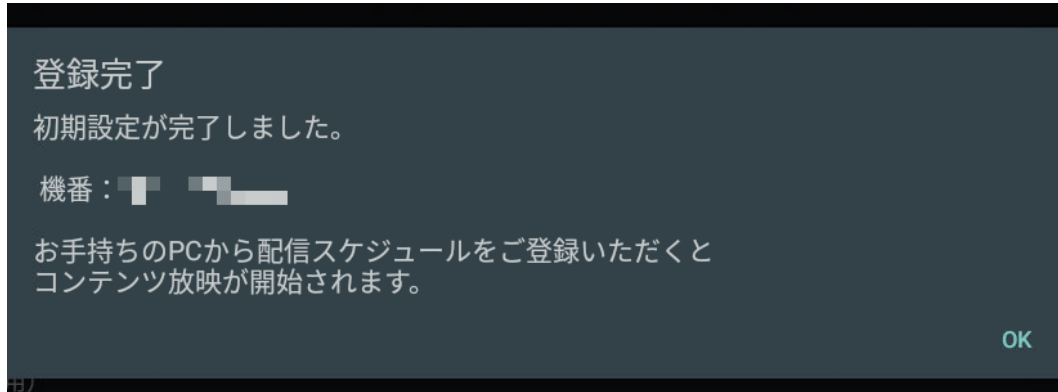 登録完了
初期設定が完了しました。
機番：
お手持ちのPCから配信スケジュールをご登録いただくと
コンテンツ放映が開始されます。
OK
用）